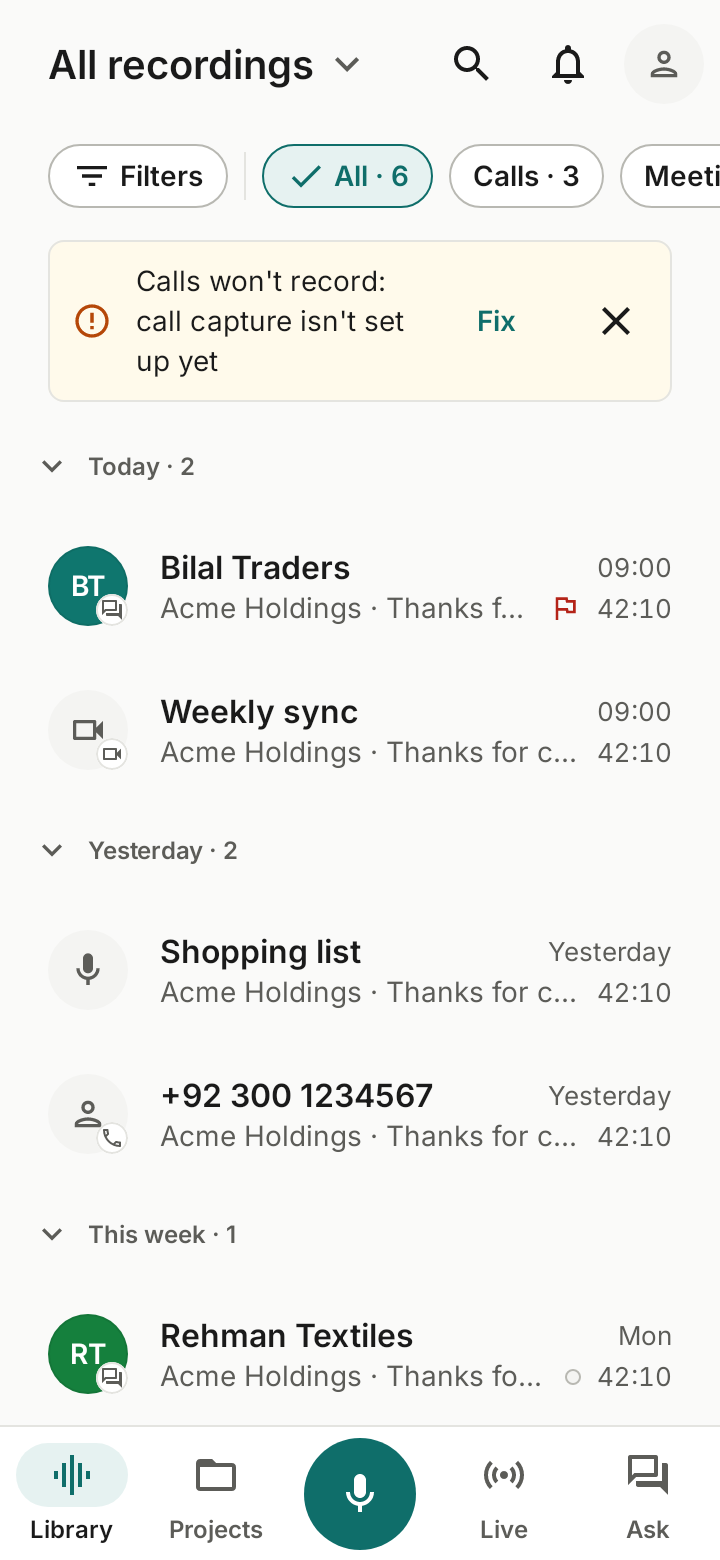 All recordings
Filters
All · 6
Calls · 3
Meeti
Calls won't record:
call capture isn't set
up yet
Fix
Today · 2
BT
Bilal Traders
09:00
Acme Holdings · Thanks f...
42:10
Weekly sync
09:00
Acme Holdings · Thanks for c...
42:10
Yesterday · 2
Shopping list
Yesterday
Acme Holdings · Thanks for c...
42:10
+92 300 1234567
Yesterday
Acme Holdings · Thanks for c...
42:10
This week · 1
RT
Rehman Textiles
Mon
Acme Holdings · Thanks fo...
42:10
Library
Projects
Live
Ask